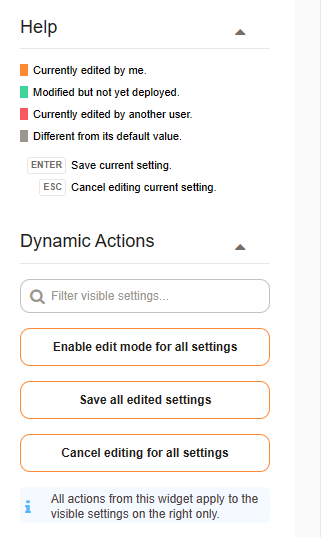 Help
Currently edited by me.
Modified but not yet deployed.
Currently edited by another user.
Different from its default value.
ENTER Save current setting.
ESC Cancel editing current setting.
Dynamic Actions
Filter visible settings...
Enable edit mode for all settings
Save all edited settings
Cancel editing for all settings
All actions from this widget apply to the
visible settings on the right only.